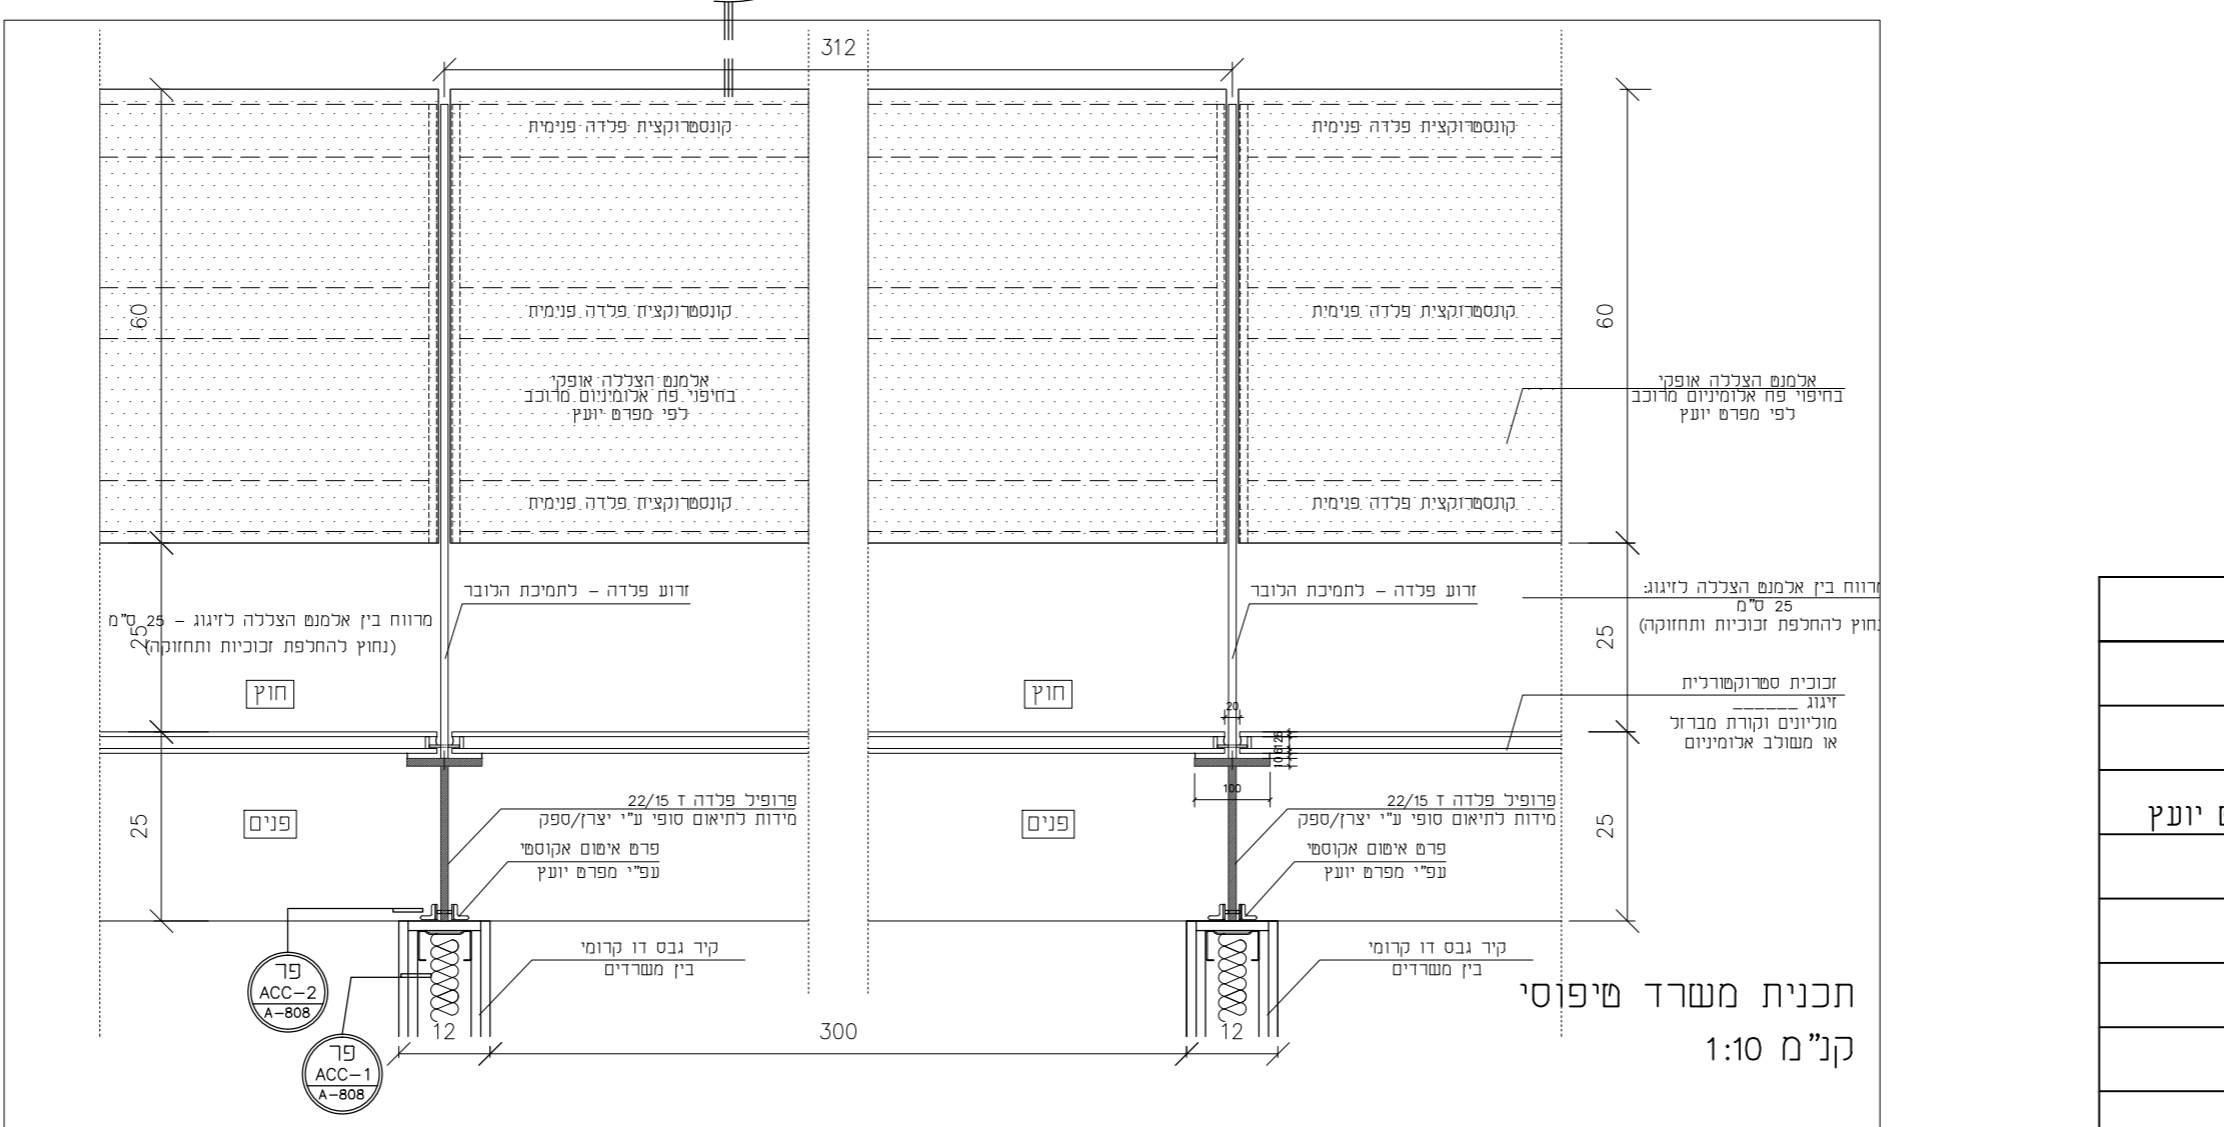 312
קונסטרוקצית פלדה פנימית
קונסטרוקצית פלדה פנימית
60
קונסטרוקצית פלדה פנימית
קונסטרוקצית פלדה פנימית
60
אלמנט הצללה אופקי
בחיפוי פח אלומיניום מרוכב
לפי מפרט יועץ
אלמנט הצללה אופקי
בחיפוי פח אלומיניום מרוכב
לפי מפרט יועץ
קונסטרוקצית פלדה פנימית
קונסטרוקצית פלדה פנימית
זרוע פלדה – לתמיכת הלובר
זרוע פלדה – לתמיכת הלובר
מרווח בין אלמנט הצללה לזיגוג:
25 ס"מ
(נחוץ להחלפת זכוכיות ותחזוקה)
מרווח בין אלמנט הצללה לזיגוג – 25 ס"מ
(נחוץ להחלפת זכוכיות ותחזוקה)
25
25
חוץ
חוץ
20
זכוכית סטרוקטורלית
זיגוג ______
מוליונים וקורת מברזל
או משולב אלומיניום
100
פרופיל פלדה T 22/15
מידות לתיאום סופי ע"י יצרן/ספק
פרופיל פלדה T 22/15
מידות לתיאום סופי ע"י יצרן/ספק
25
פנים
פנים
25
פרט איטום אקוסטי
עפ"י מפרט יועץ
פרט איטום אקוסטי
עפ"י מפרט יועץ
קיר גבס דו קרומי
בין משרדים
קיר גבס דו קרומי
בין משרדים
פר
ACC-2
A-808
פר
ACC-1
A-808
12
300
12
תכנית משרד טיפוסי
קנ"מ 1:10
יועץ